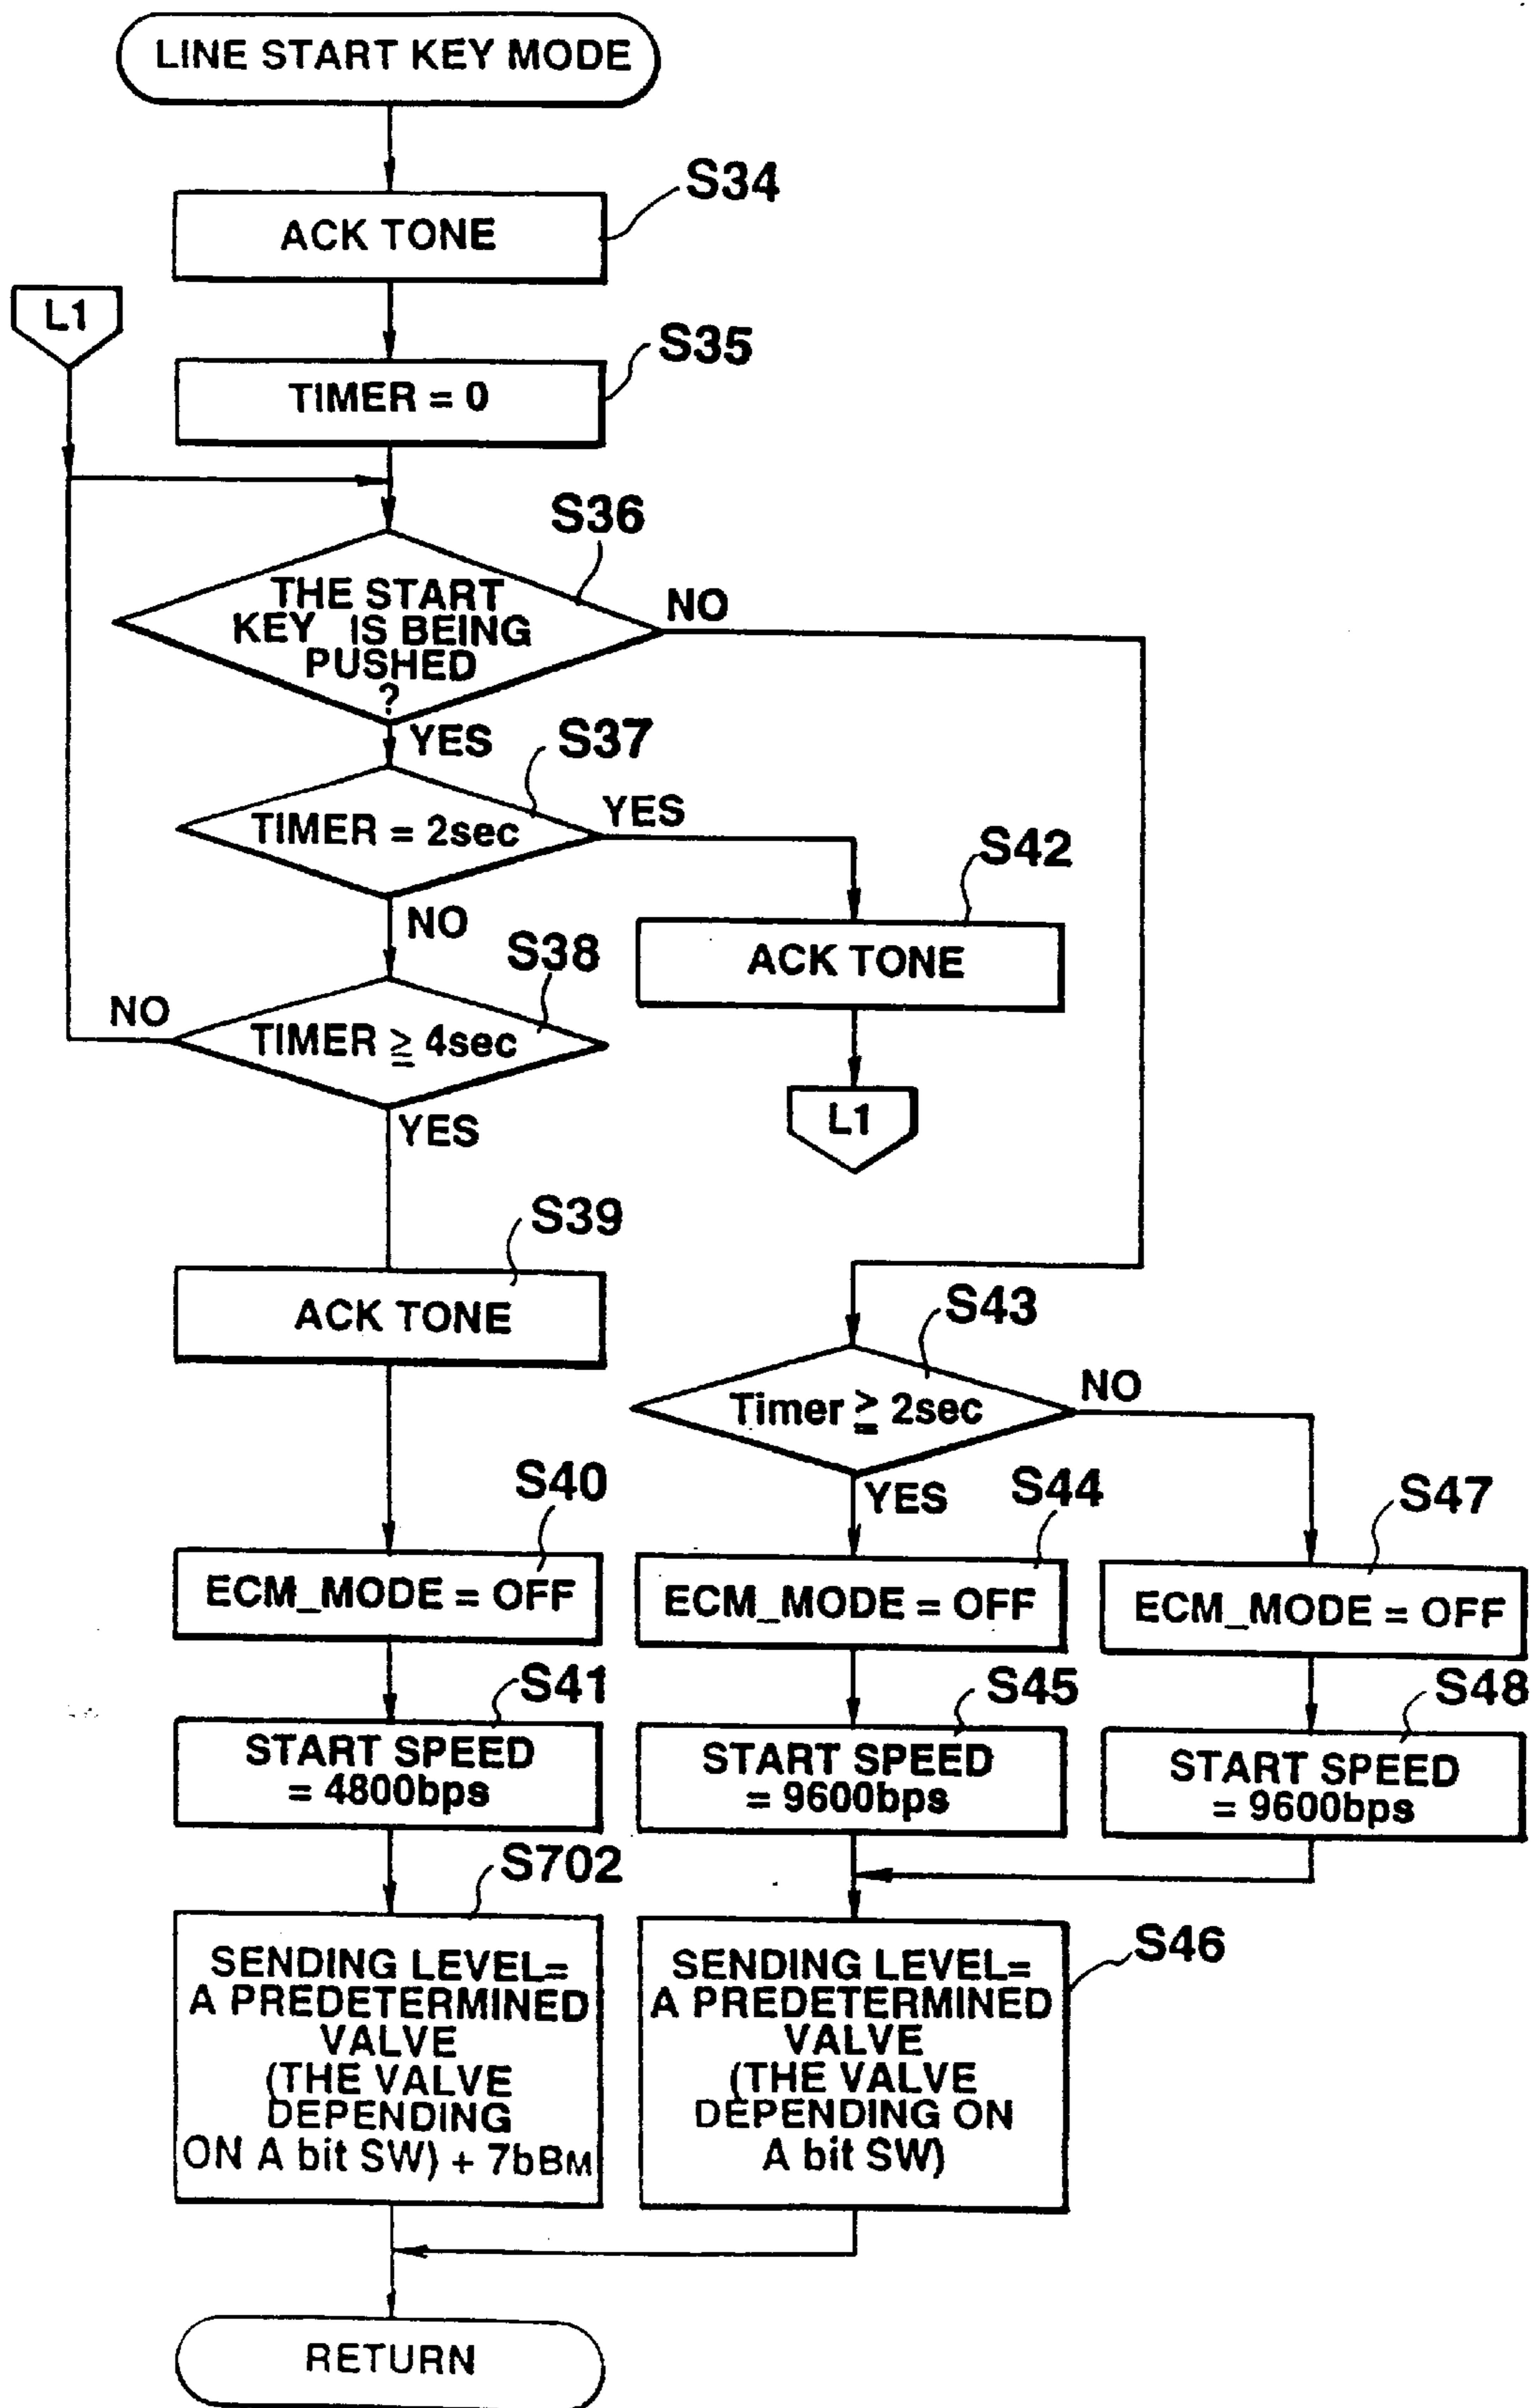 LINE START KEY MODE
S34
ACK TONE
L1
S35
TIMER = 0
S36
THE START
KEY IS BEING
PUSHED
?
NO
YES
S37
TIMER = 2sec
YES
S42
NO
ACK TONE
S38
NO
TIMER ≧ 4sec
L1
YES
S39
ACK TONE
S43
Timer ≧ 2sec
NO
S40
YES
S44
S47
ECM_MODE = OFF
ECM_MODE = OFF
ECM_MODE = OFF
S41
S45
S48
START SPEED
= 4800bps
START SPEED
= 9600bps
START SPEED
= 9600bps
S702
S46
SENDING LEVEL=
A PREDETERMINED
VALVE
(THE VALVE
DEPENDING
ON A bit SW) + 7bBM
SENDING LEVEL=
A PREDETERMINED
VALVE
(THE VALVE
DEPENDING ON
A bit SW)
RETURN